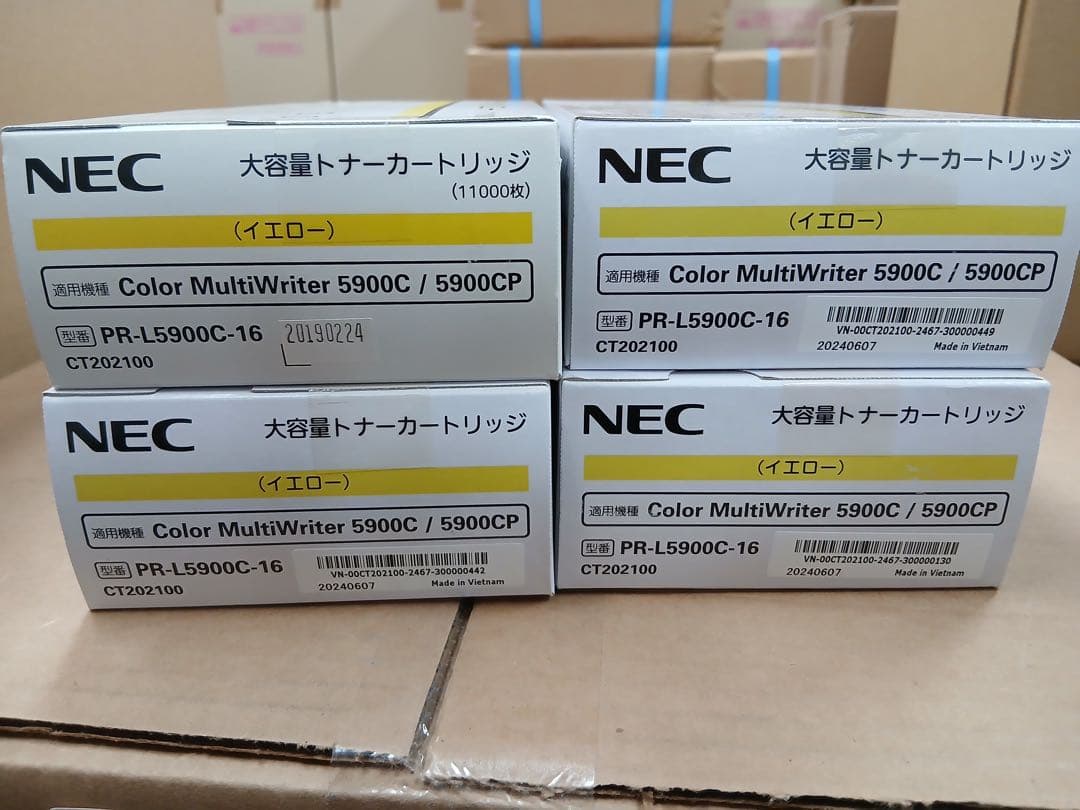 NEC 大容量トナーカートリッジ
(11000枚)
(イエロー)
適用機種 Color MultiWriter 5900C / 5900CP
型番 PR-L5900C-16 20190224
CT202100
NEC 大容量トナーカートリッジ
(イエロー)
適用機種 Color MultiWriter 5900C / 5900CP
型番 PR-L5900C-16
VN-00CT202100-2467-300000449
CT202100 20240607 Made in Vietnam
NEC 大容量トナーカートリッジ
(イエロー)
適用機種 Color MultiWriter 5900C / 5900CP
型番 PR-L5900C-16
VN-00CT202100-2467-300000442
CT202100 20240607 Made in Vietnam
NEC 大容量トナーカートリッジ
(イエロー)
適用機種 Color MultiWriter 5900C / 5900CP
型番 PR-L5900C-16
VN-00CT202100-2467-300000130
CT202100 20240607 Made in Vietnam